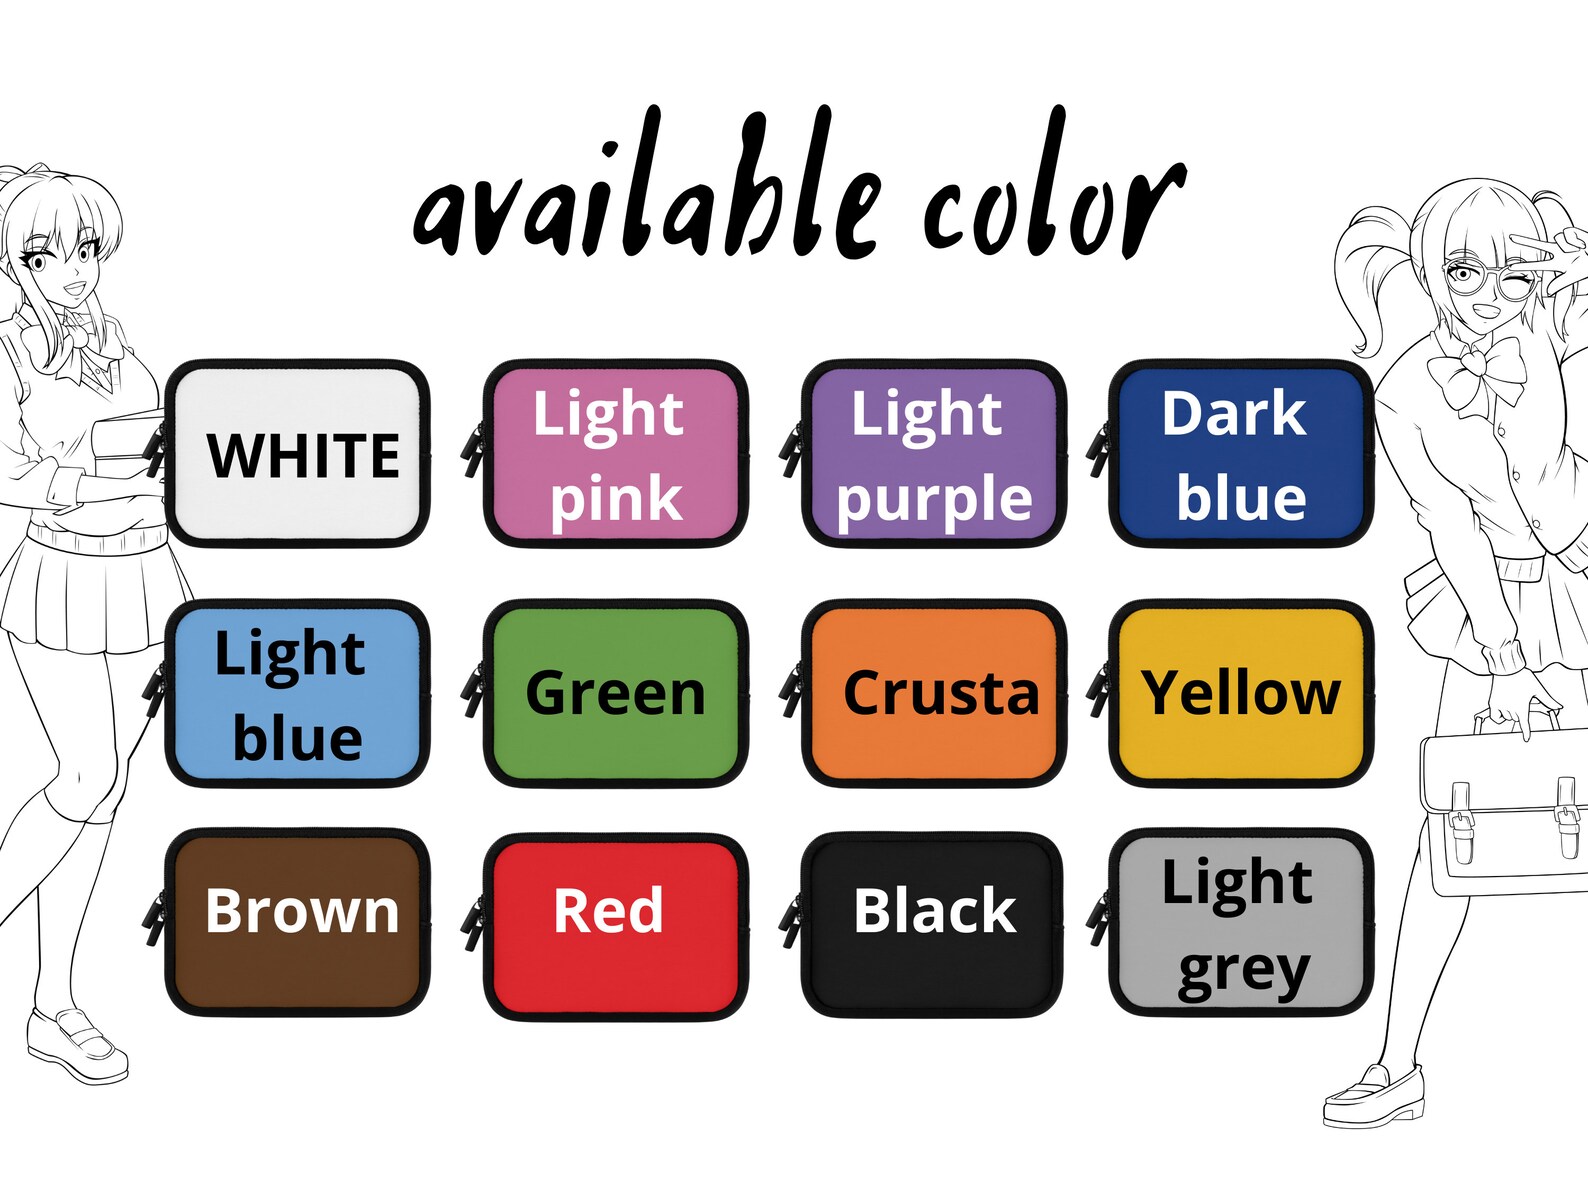 available color
WHITE
Light
pink
Light
purple
Dark
blue
Light
blue
Green
Crusta
Yellow
Brown
Red
Black
Light
grey